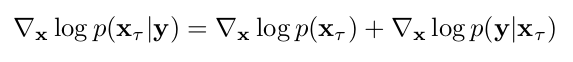 ∇ₓ log p(x_τ|y) = ∇ₓ log p(x_τ) + ∇ₓ log p(y|x_τ)